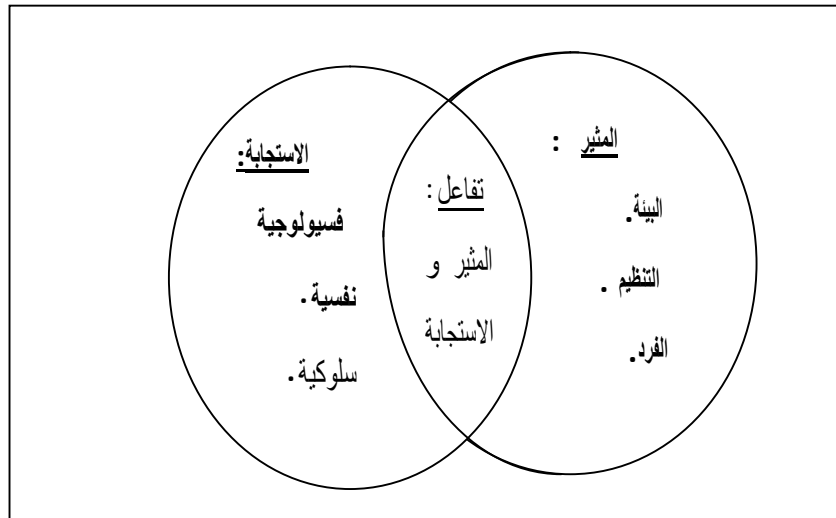 المثير :
البيئة.
التنظيم .
الفرد.
تفاعل :
المثير و
الاستجابة
الاستجابة:
فسيولوجية
نفسية.
سلوكية.